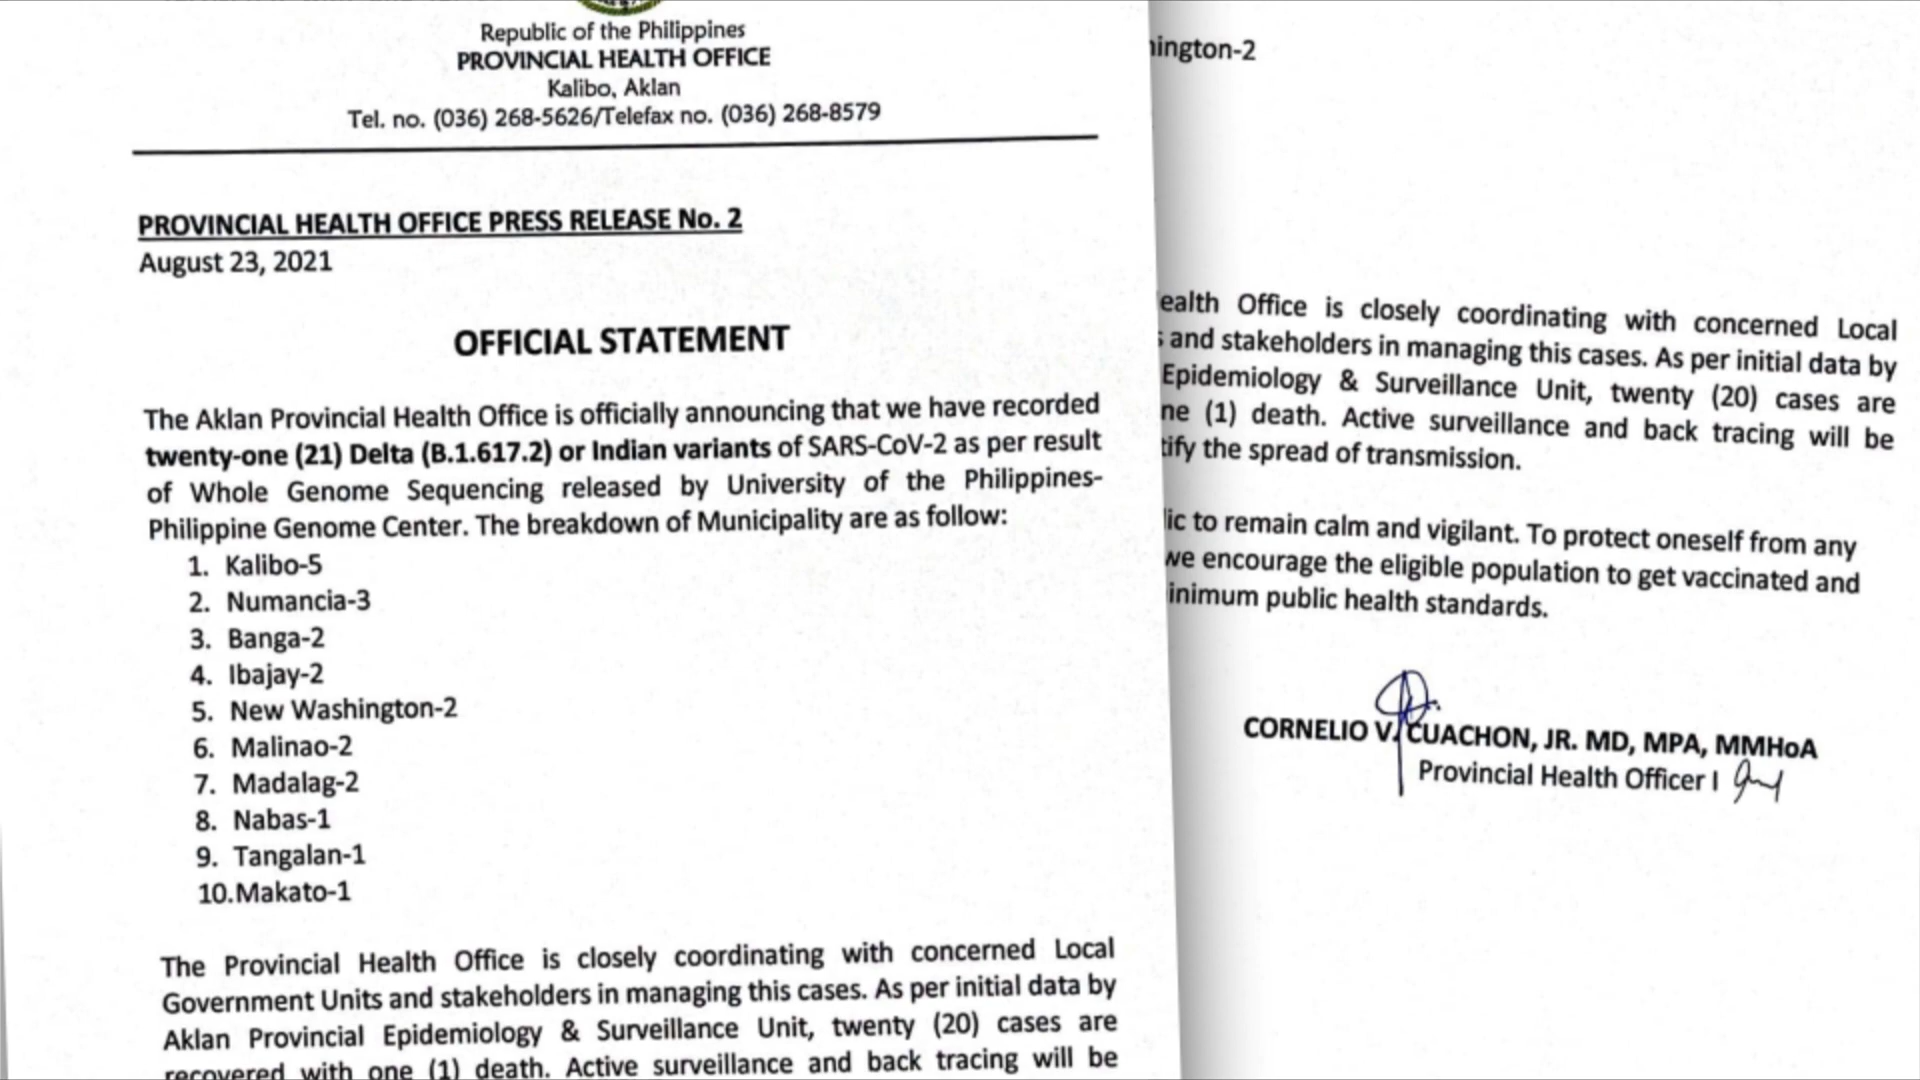 Republic of the Philippines
PROVINCIAL HEALTH OFFICE
Kalibo, Aklan
Tel. no. (036) 268-5626/Telefax no. (036) 268-8579
PROVINCIAL HEALTH OFFICE PRESS RELEASE No. 2
August 23, 2021
OFFICIAL STATEMENT
The Aklan Provincial Health Office is officially announcing that we have recorded
twenty-one (21) Delta (B.1.617.2) or Indian variants of SARS-CoV-2 as per result
of Whole Genome Sequencing released by University of the Philippines-
Philippine Genome Center. The breakdown of Municipality are as follow:
1. Kalibo-5
2. Numancia-3
3. Banga-2
4. Ibajay-2
5. New Washington-2
6. Malinao-2
7. Madalag-2
8. Nabas-1
9. Tangalan-1
10.Makato-1
The Provincial Health Office is closely coordinating with concerned Local
Government Units and stakeholders in managing this cases. As per initial data by
Aklan Provincial Epidemiology & Surveillance Unit, twenty (20) cases are
recovered with one (1) death. Active surveillance and back tracing will be
ington-2
ealth Office is closely coordinating with concerned Local
and stakeholders in managing this cases. As per initial data by
Epidemiology & Surveillance Unit, twenty (20) cases are
ne (1) death. Active surveillance and back tracing will be
tify the spread of transmission.
ic to remain calm and vigilant. To protect oneself from any
we encourage the eligible population to get vaccinated and
inimum public health standards.
CORNELIO V. CUACHON, JR. MD, MPA, MMHoA
Provincial Health Officer I